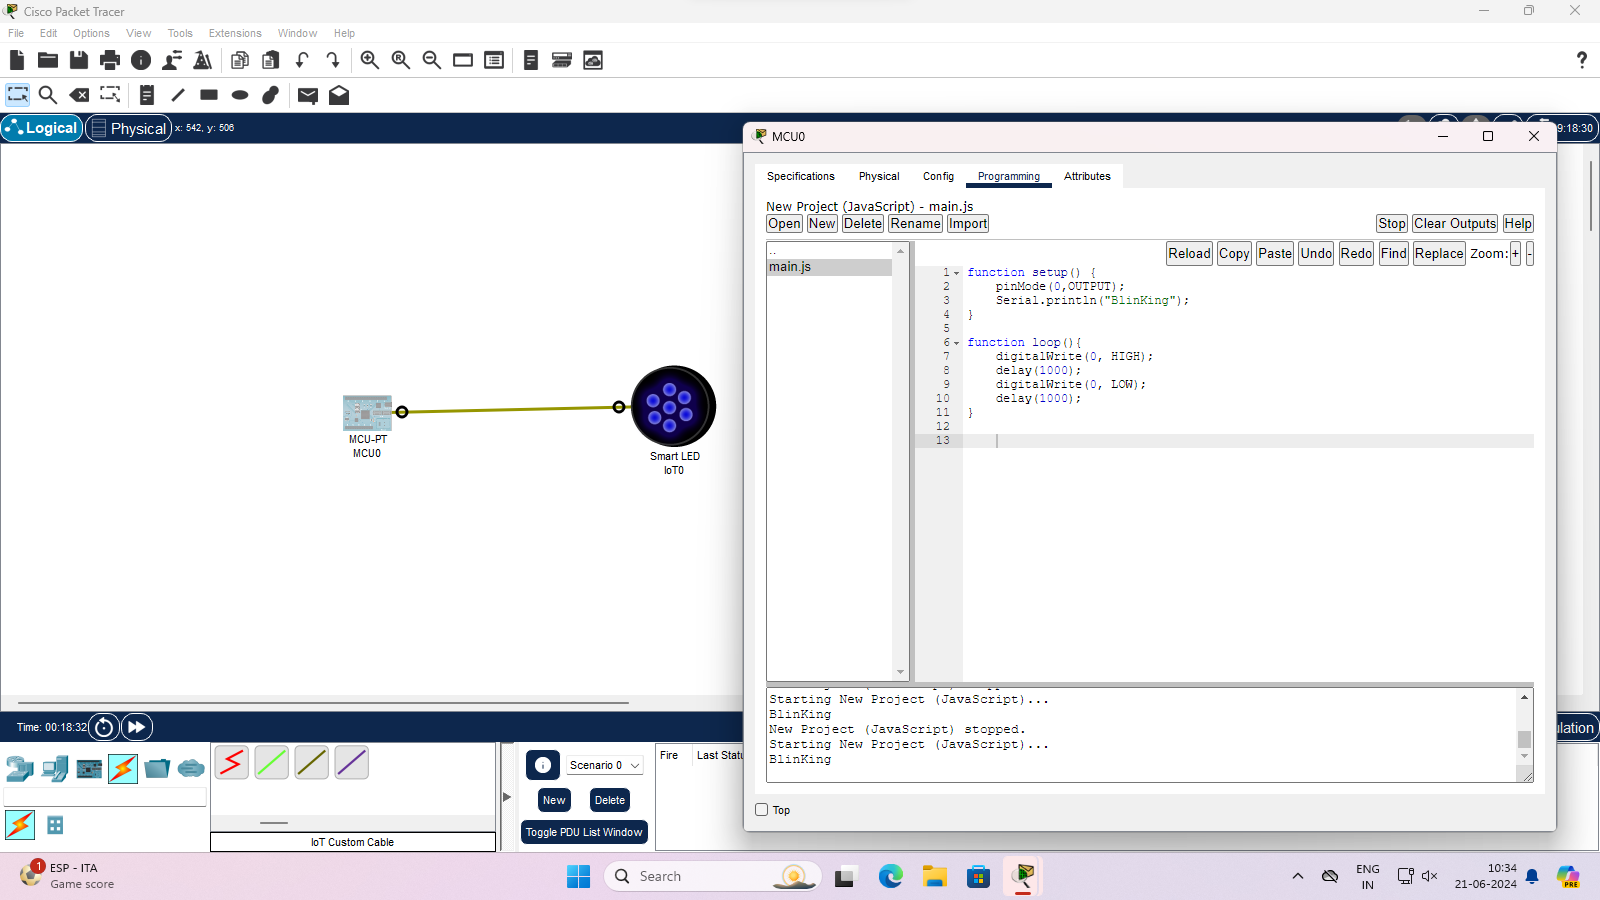 Cisco Packet Tracer
File Edit Options View Tools Extensions Window Help
Logical Physical x: 542, y: 506
9:18:30
MCU-PT
MCU0
Smart LED
IoT0
MCU0
Specifications Physical Config Programming Attributes
New Project (JavaScript) - main.js
Open New Delete Rename Import Stop Clear Outputs Help
..
main.js
Reload Copy Paste Undo Redo Find Replace Zoom: + -
1 function setup() {
2 pinMode(0,OUTPUT);
3 Serial.println("BlinKing");
4 }
5
6 function loop(){
7 digitalWrite(0, HIGH);
8 delay(1000);
9 digitalWrite(0, LOW);
10 delay(1000);
11 }
12
13
Starting New Project (JavaScript)...
BlinKing
New Project (JavaScript) stopped.
Starting New Project (JavaScript)...
BlinKing
Top
Time: 00:18:32
lation
IoT Custom Cable
Scenario 0
New Delete
Toggle PDU List Window
Fire Last Statu
1
ESP - ITA
Game score
Search
ENG
IN
10:34
21-06-2024
PRE